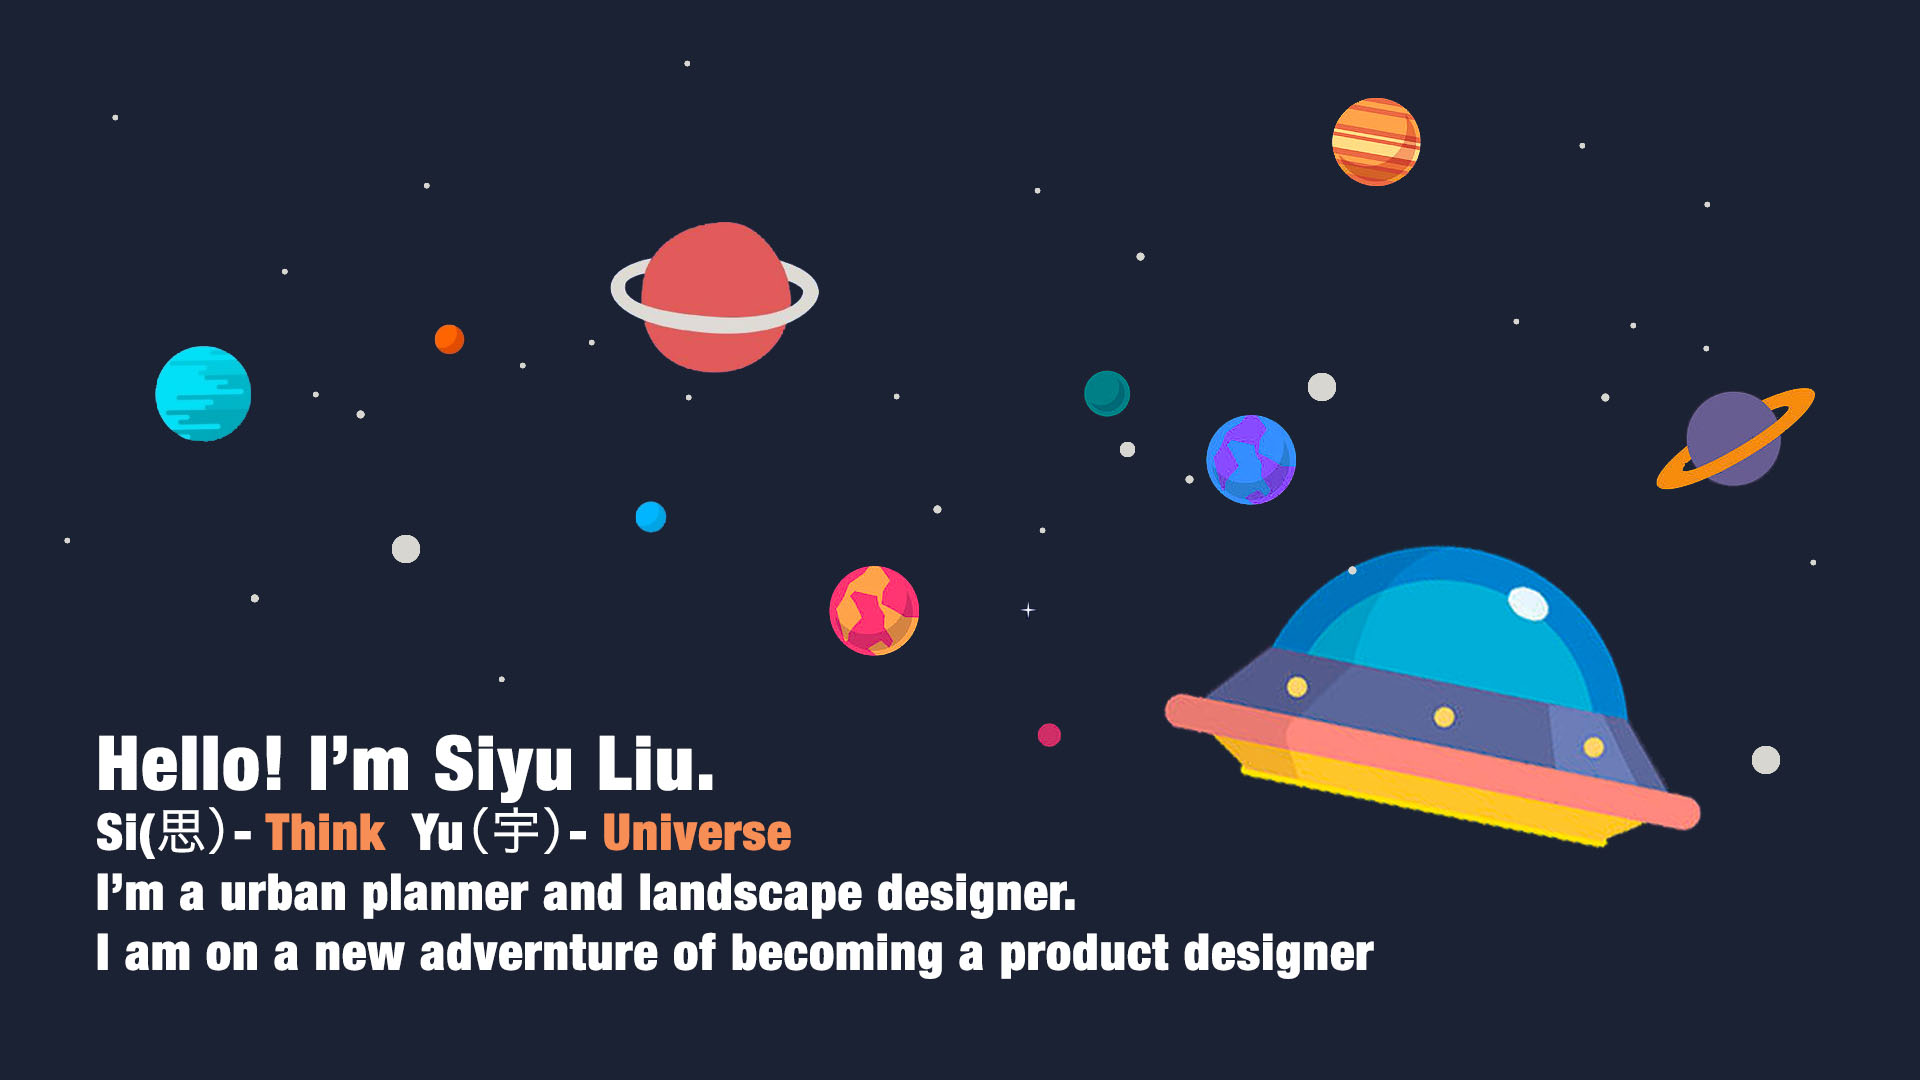 Hello! I’m Siyu Liu.
Si(思）- Think Yu（宇）- Universe
I’m a urban planner and landscape designer.
I am on a new advernture of becoming a product designer